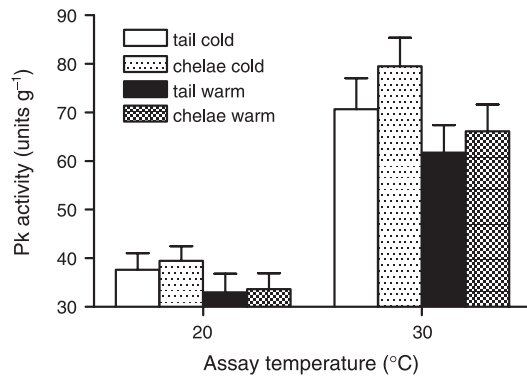 90
80
70
60
50
40
30
Pk activity (units g⁻¹)
tail cold
chelae cold
tail warm
chelae warm
20
30
Assay temperature (°C)